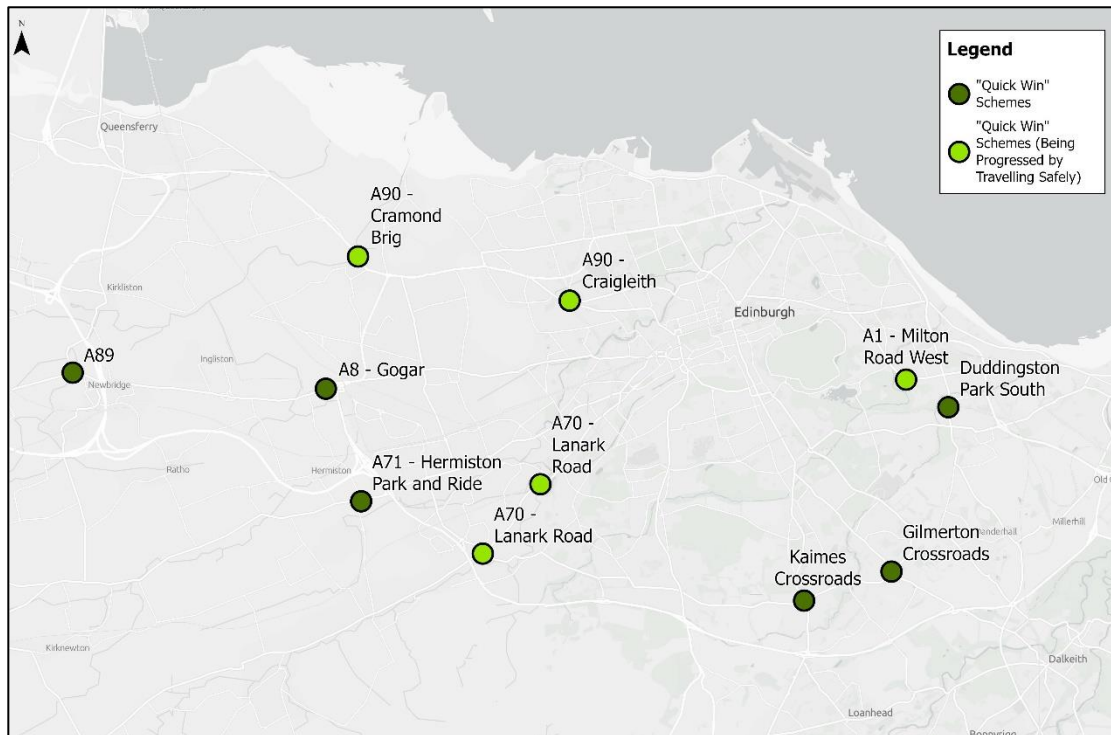 N
Legend
"Quick Win"
Schemes
"Quick Win"
Schemes (Being
Progressed by
Travelling Safely)
Queensferry
A90 -
Cramond
Brig
A90 -
Craigleith
Kirkliston
Edinburgh
A89
Newbridge
Ingliston
A8 - Gogar
A1 - Milton
Road West
Duddingston
Park South
A70 -
Lanark
Road
Ratho
Hermiston
A71 - Hermiston
Park and Ride
A70 -
Lanark Road
Millerhill
Gilmerton
Crossroads
Kaimes
Crossroads
Kirknewton
Dalkeith
Loanhead